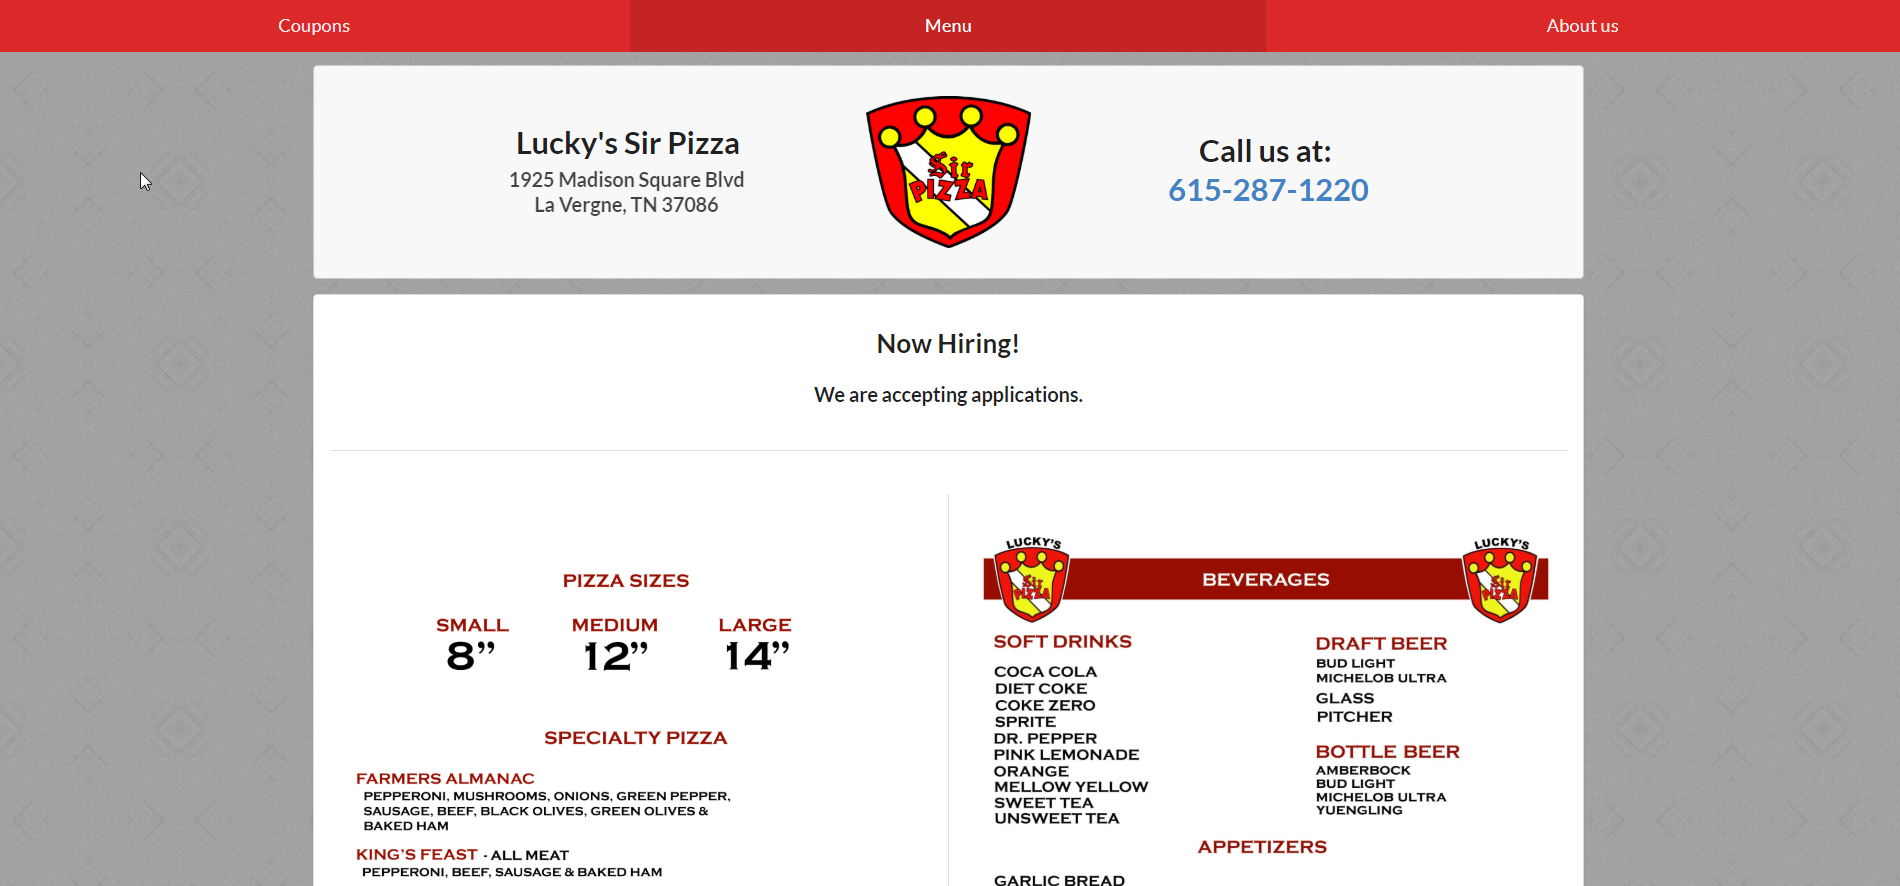 Coupons
Menu
About us
Lucky's Sir Pizza
1925 Madison Square Blvd
La Vergne, TN 37086
Sir
PIZZA
Call us at:
615-287-1220
Now Hiring!
We are accepting applications.
PIZZA SIZES
SMALL
8”
MEDIUM
12”
LARGE
14”
SPECIALTY PIZZA
FARMERS ALMANAC
PEPPERONI, MUSHROOMS, ONIONS, GREEN PEPPER,
SAUSAGE, BEEF, BLACK OLIVES, GREEN OLIVES &
BAKED HAM
KING’S FEAST - ALL MEAT
PEPPERONI, BEEF, SAUSAGE & BAKED HAM
LUCKY’S
Sir
PIZZA
BEVERAGES
LUCKY’S
Sir
PIZZA
SOFT DRINKS
COCA COLA
DIET COKE
COKE ZERO
SPRITE
DR. PEPPER
PINK LEMONADE
ORANGE
MELLOW YELLOW
SWEET TEA
UNSWEET TEA
DRAFT BEER
BUD LIGHT
MICHELOB ULTRA
GLASS
PITCHER
BOTTLE BEER
AMBERBOCK
BUD LIGHT
MICHELOB ULTRA
YUENGLING
APPETIZERS
GARLIC BREAD